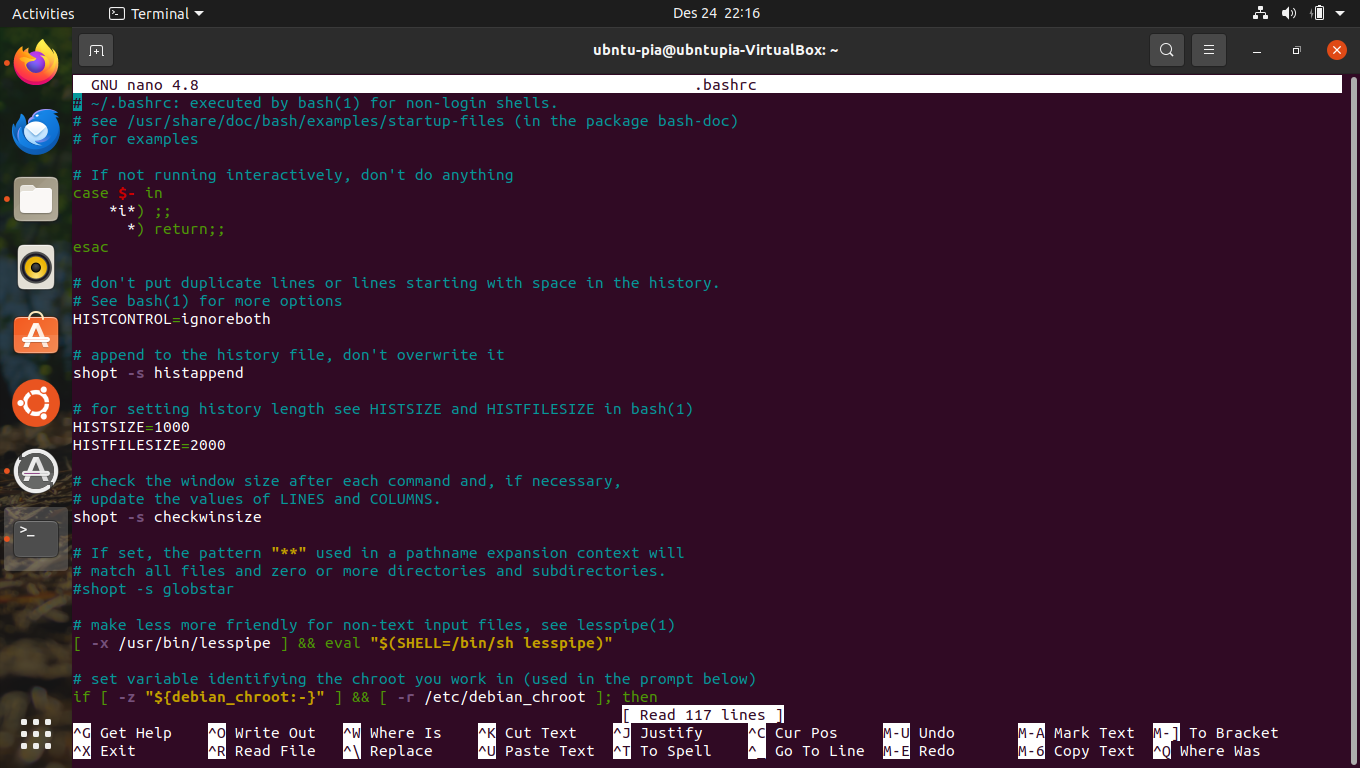 Activities Terminal Des 24 22:16
ubntu-pia@ubntupia-VirtualBox: ~
GNU nano 4.8 .bashrc
# ~/.bashrc: executed by bash(1) for non-login shells.
# see /usr/share/doc/bash/examples/startup-files (in the package bash-doc)
# for examples

# If not running interactively, don't do anything
case $- in
    *i*) ;;
      *) return;;
esac

# don't put duplicate lines or lines starting with space in the history.
# See bash(1) for more options
HISTCONTROL=ignoreboth

# append to the history file, don't overwrite it
shopt -s histappend

# for setting history length see HISTSIZE and HISTFILESIZE in bash(1)
HISTSIZE=1000
HISTFILESIZE=2000

# check the window size after each command and, if necessary,
# update the values of LINES and COLUMNS.
shopt -s checkwinsize

# If set, the pattern "**" used in a pathname expansion context will
# match all files and zero or more directories and subdirectories.
#shopt -s globstar

# make less more friendly for non-text input files, see lesspipe(1)
[ -x /usr/bin/lesspipe ] && eval "$(SHELL=/bin/sh lesspipe)"

# set variable identifying the chroot you work in (used in the prompt below)
if [ -z "${debian_chroot:-}" ] && [ -r /etc/debian_chroot ]; then
[ Read 117 lines ]
^G Get Help ^O Write Out ^W Where Is ^K Cut Text ^J Justify ^C Cur Pos M-U Undo M-A Mark Text M-] To Bracket
^X Exit ^R Read File ^\ Replace ^U Paste Text ^T To Spell ^_ Go To Line M-E Redo M-6 Copy Text ^Q Where Was